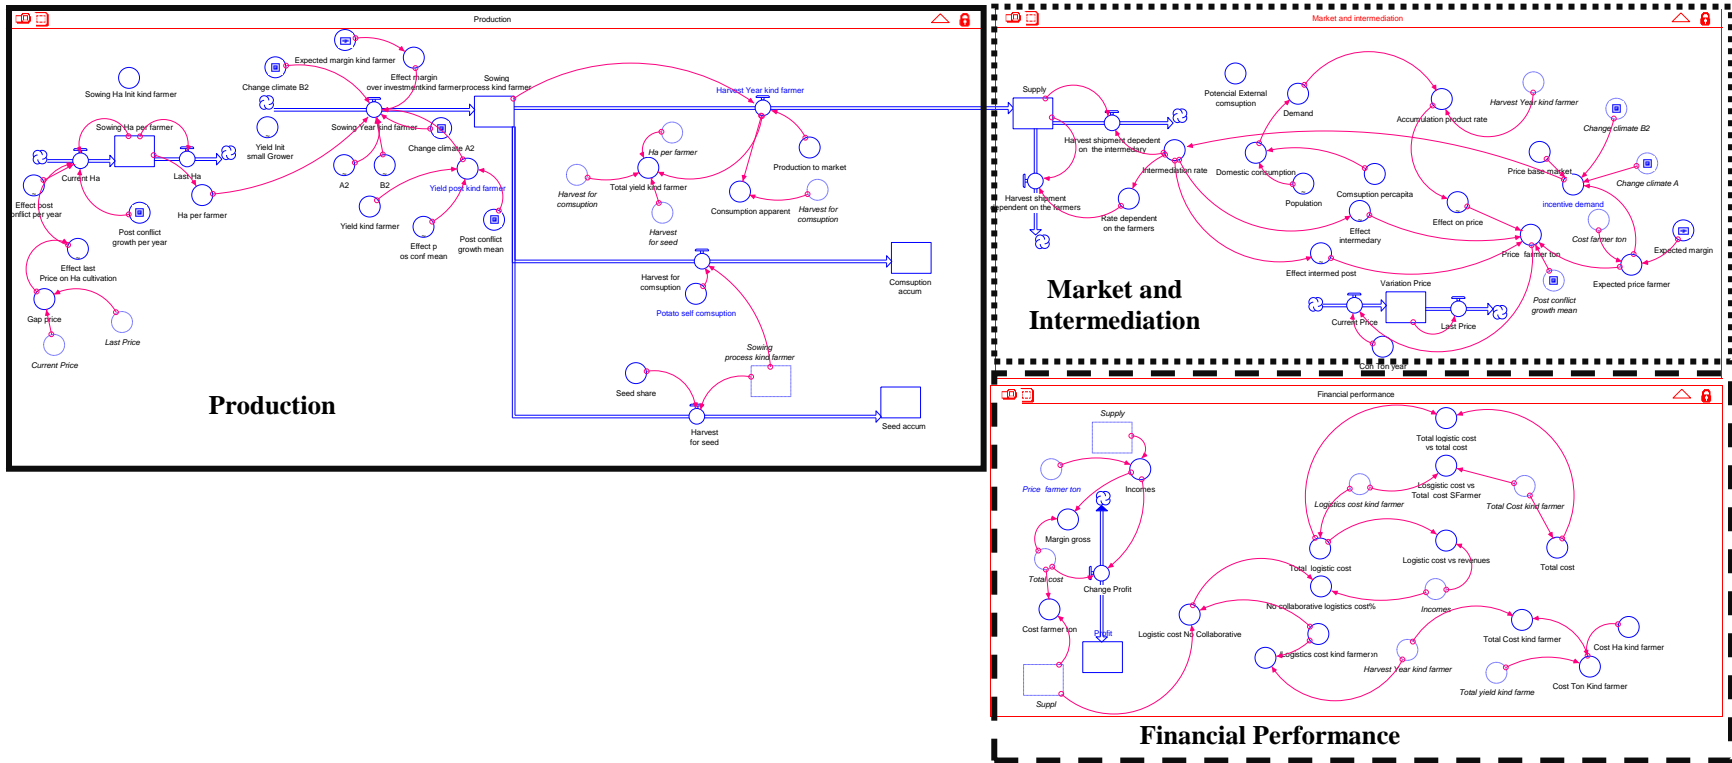 Production
Expected margin kind farmer
Effect margin
over investmentkind farmer
Change climate B2
Sowing
process kind farmer
Sowing Ha Init kind farmer
Harvest Year kind farmer
Sowing Ha per farmer
Sowing Year kind farmer
Yield Init
small Grower
Change climate A2
Current Ha
Last Ha
A2
B2
Yield post kind farmer
Ha per farmer
Total yield kind farmer
Production to market
Effect post
conflict per year
Ha per farmer
Harvest for
comsuption
Consumption apparent
Harvest for
comsuption
Post conflict
growth per year
Yield kind farmer
Effect p
os conf mean
Post conflict
growth mean
Harvest
for seed
Effect last
Price on Ha cultivation
Harvest for
comsuption
Comsuption
accum
Potato self comsuption
Gap price
Last Price
Current Price
Sowing
process kind farmer
Seed share
Production
Harvest
for seed
Seed accum
Market and intermediation
Supply
Potencial External
comsuption
Demand
Harvest Year kind farmer
Accumulation product rate
Change climate B2
Harvest shipment depedent
on the intermedary
Intermediation rate
Domestic consumption
Price base market
Change climate A
Harvest shipment
dependent on the farmers
Rate dependent
on the farmers
Population
Comsuption percapita
Effect
intermedary
Effect on price
incentive demand
Cost farmer ton
Expected margin
Price farmer ton
Effect intermed post
Expected price farmer
Market and
Intermediation
Variation Price
Post conflict
growth mean
Current Price
Last Price
Con Ton year
Financial performance
Supply
Total logistic cost
vs total cost
Price farmer ton
Incomes
Logistics cost kind farmer
Losgistic cost vs
Total cost SFarmer
Total Cost kind farmer
Margin gross
Total cost
Total logistic cost
Logistic cost vs revenues
Total cost
Change Profit
No collaborative logistics cost%
Incomes
Cost farmer ton
Profit
Logistic cost No Collaborative
Logistics cost kind farmer
Total Cost kind farmer
Cost Ha kind farmer
Harvest Year kind farmer
Total yield kind farme
Cost Ton Kind farmer
Suppl
Financial Performance